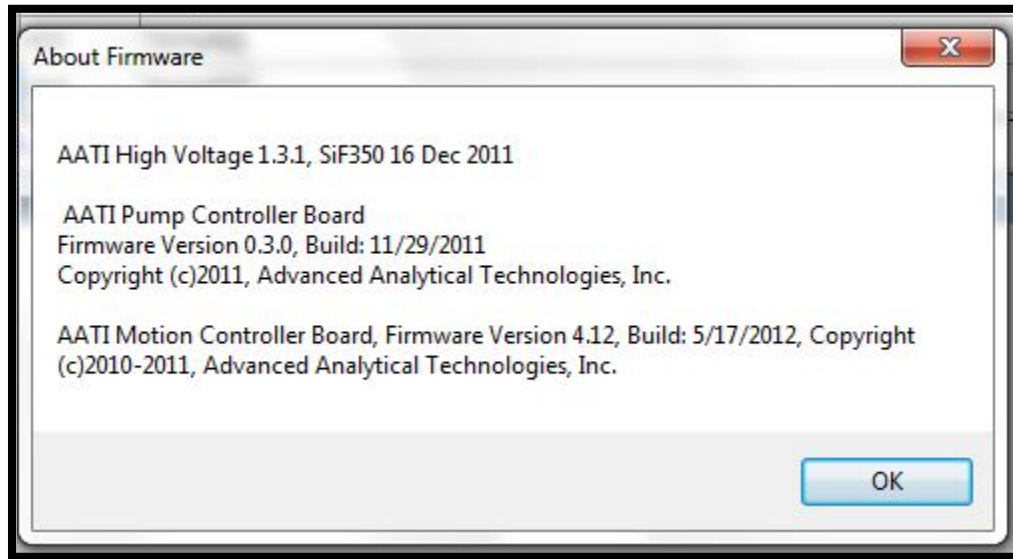 About Firmware
AATI High Voltage 1.3.1, SiF350 16 Dec 2011
AATI Pump Controller Board
Firmware Version 0.3.0, Build: 11/29/2011
Copyright (c)2011, Advanced Analytical Technologies, Inc.
AATI Motion Controller Board, Firmware Version 4.12, Build: 5/17/2012, Copyright
(c)2010-2011, Advanced Analytical Technologies, Inc.
OK